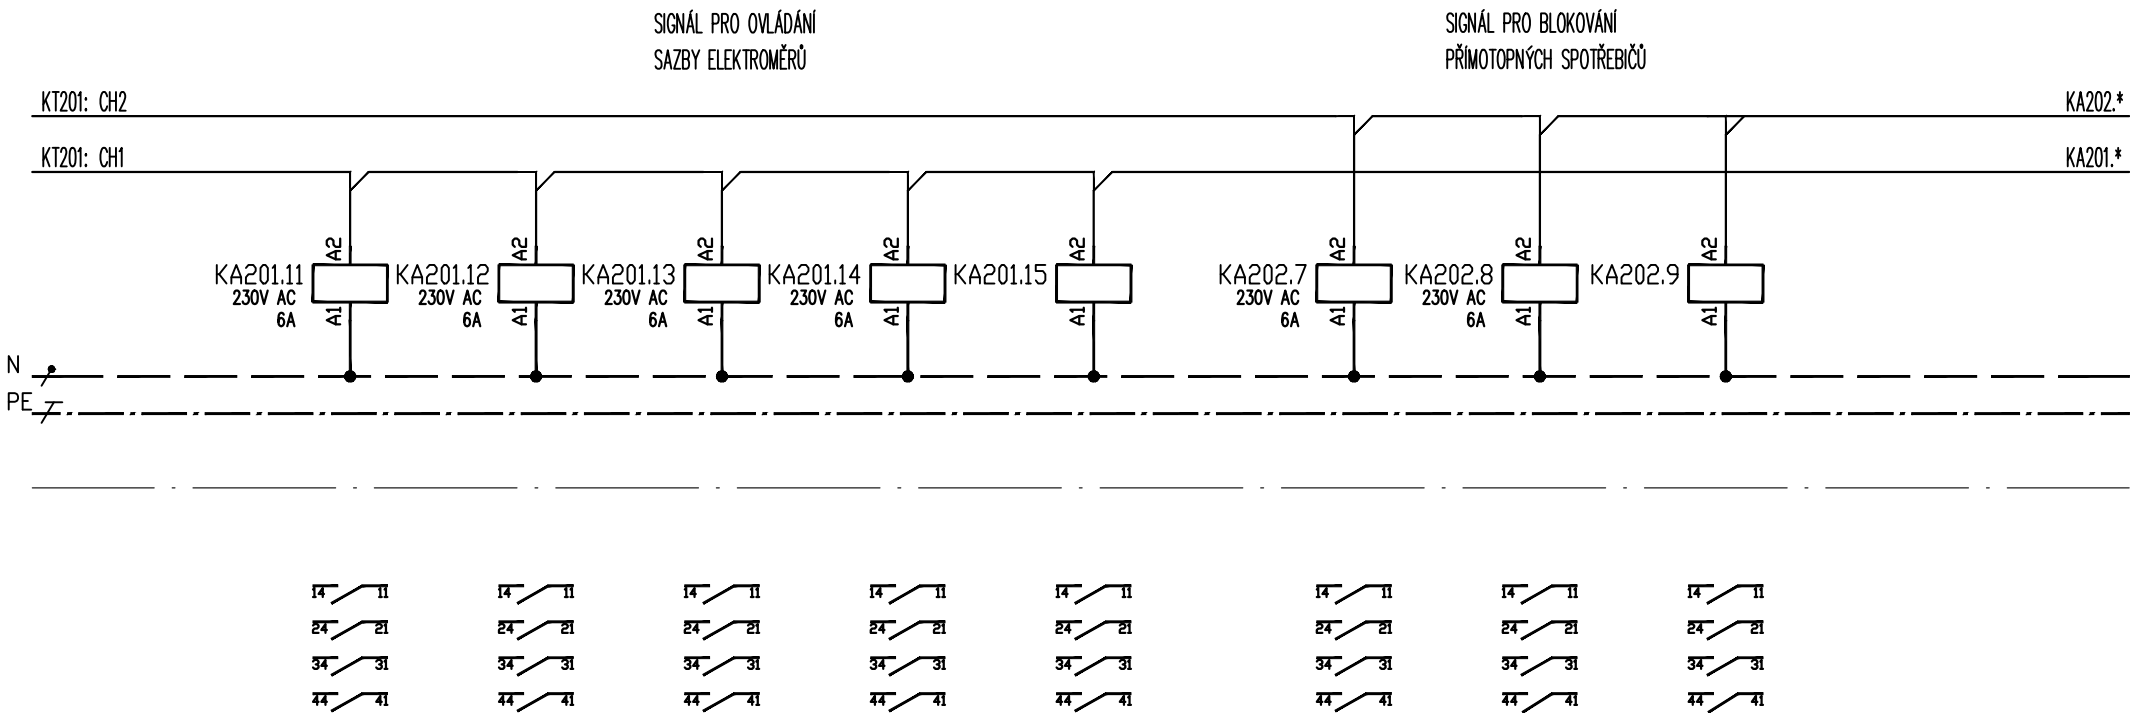 SIGNÁL PRO OVLÁDÁNÍ
SAZBY ELEKTROMĚRŮ
SIGNÁL PRO BLOKOVÁNÍ
PŘÍMOTOPNÝCH SPOTŘEBIČŮ
KT201: CH2
KA202.*
KT201: CH1
KA201.*
A2 A2 A2 A2 A2 A2 A2 A2
KA201.11 KA201.12 KA201.13 KA201.14 KA201.15 KA202.7 KA202.8 KA202.9
230V AC 230V AC 230V AC 230V AC 230V AC 230V AC
6A 6A 6A 6A 6A 6A
A1 A1 A1 A1 A1 A1 A1 A1
N
PE
14 11 14 11 14 11 14 11 14 11 14 11 14 11 14 11
24 21 24 21 24 21 24 21 24 21 24 21 24 21 24 21
34 31 34 31 34 31 34 31 34 31 34 31 34 31 34 31
44 41 44 41 44 41 44 41 44 41 44 41 44 41 44 41